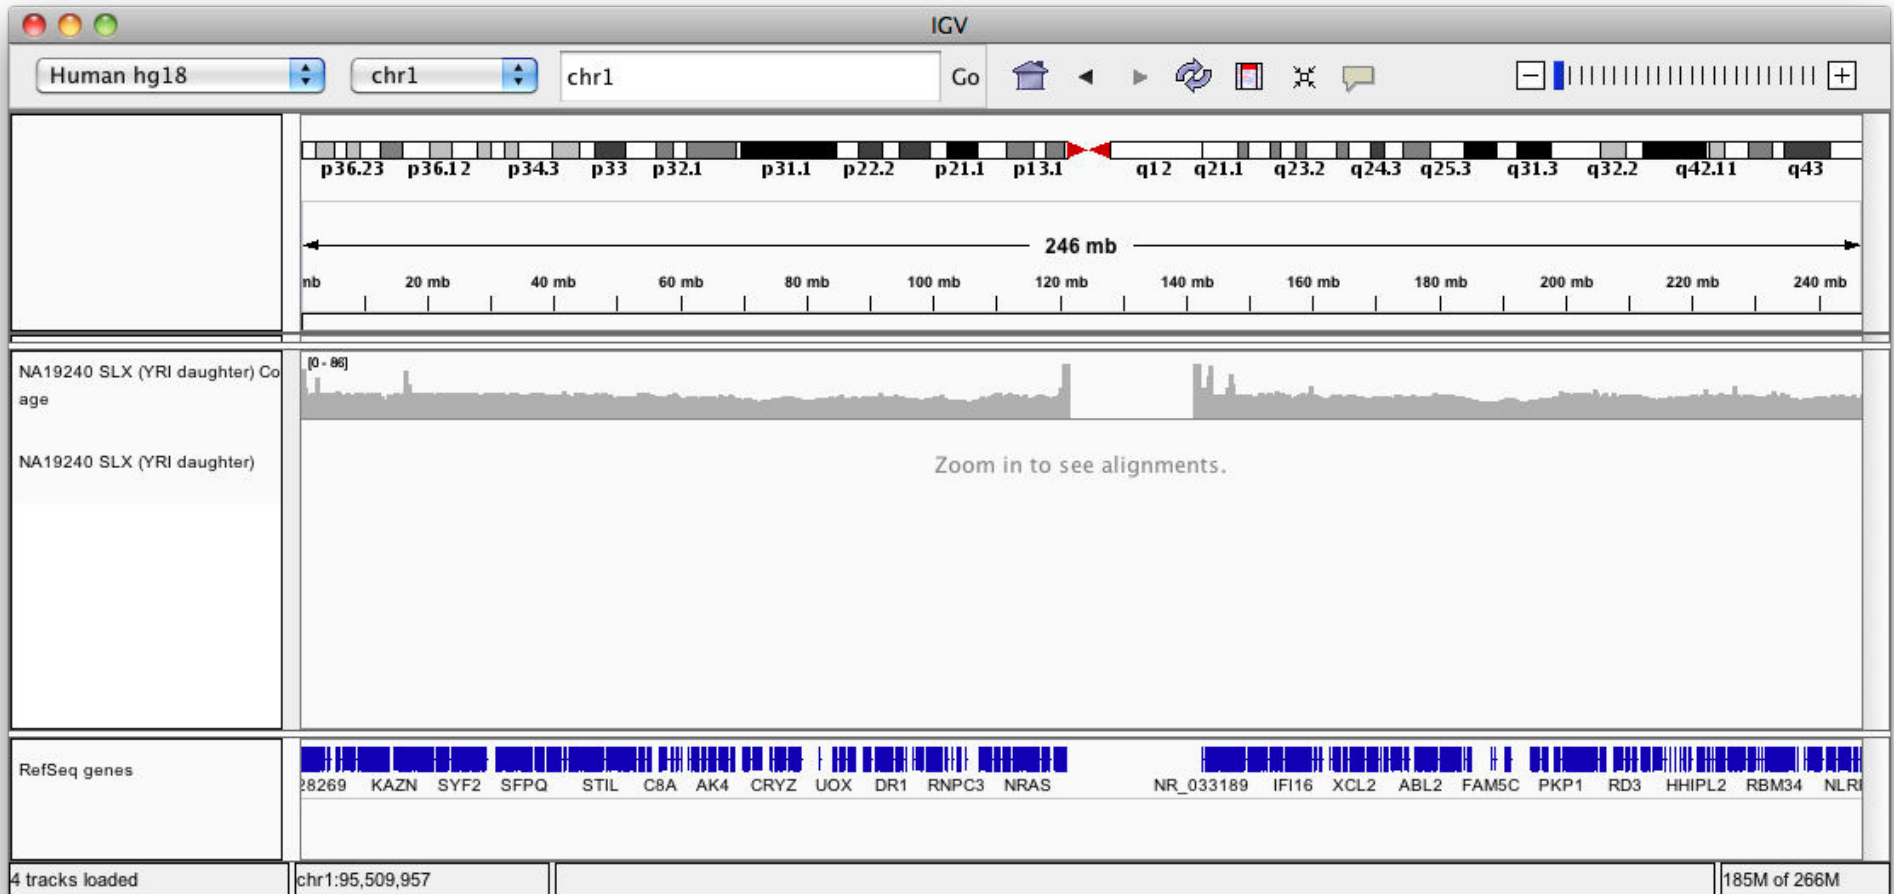 IGV
Human hg18 chr1 chr1 Go
p36.23 p36.12 p34.3 p33 p32.1 p31.1 p22.2 p21.1 p13.1 q12 q21.1 q23.2 q24.3 q25.3 q31.3 q32.2 q42.11 q43
246 mb
mb 20 mb 40 mb 60 mb 80 mb 100 mb 120 mb 140 mb 160 mb 180 mb 200 mb 220 mb 240 mb
[0 - 86]
NA19240 SLX (YRI daughter) Co
age
NA19240 SLX (YRI daughter)
Zoom in to see alignments.
RefSeq genes
28269 KAZN SYF2 SFPQ STIL C8A AK4 CRYZ UOX DR1 RNPC3 NRAS NR_033189 IFI16 XCL2 ABL2 FAM5C PKP1 RD3 HHIPL2 RBM34 NLRI
4 tracks loaded chr1:95,509,957 185M of 266M